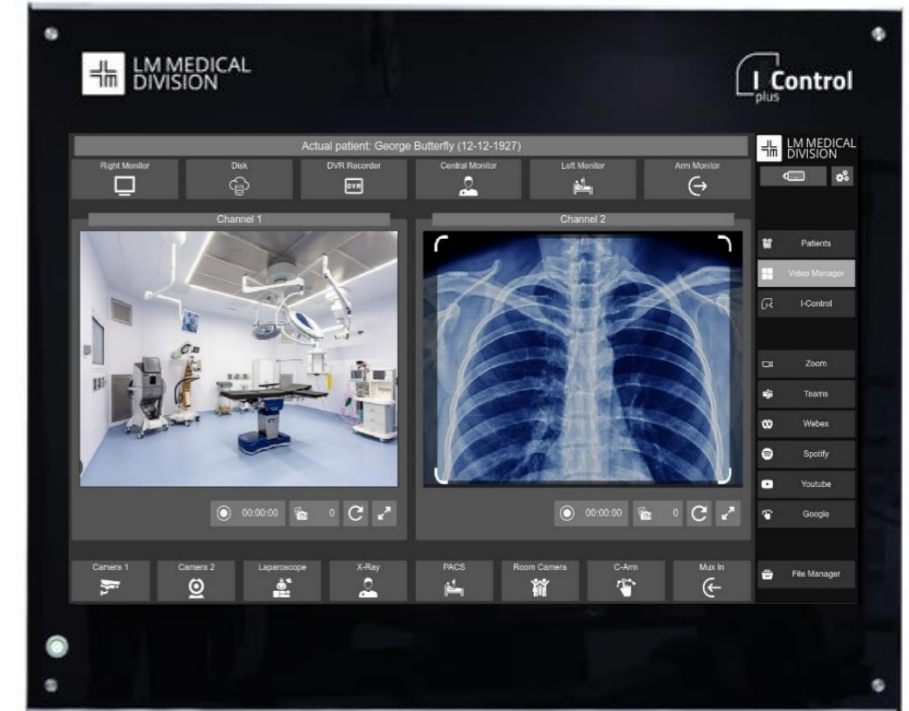 LM MEDICAL
DIVISION
I Control
plus
Actual patient: George Butterfly (12-12-1927)
LM MEDICAL
DIVISION
Right Monitor
Disk
DVR Recorder
Central Monitor
Left Monitor
Arm Monitor
DVR
Channel 1
Channel 2
Patients
Video Manager
I-Control
Zoom
Teams
Webex
Spotify
Youtube
Google
File Manager
00:00:00
0
00:00:00
0
Camera 1
Camera 2
Laparoscope
X-Ray
PACS
Room Camera
C-Arm
Mux In